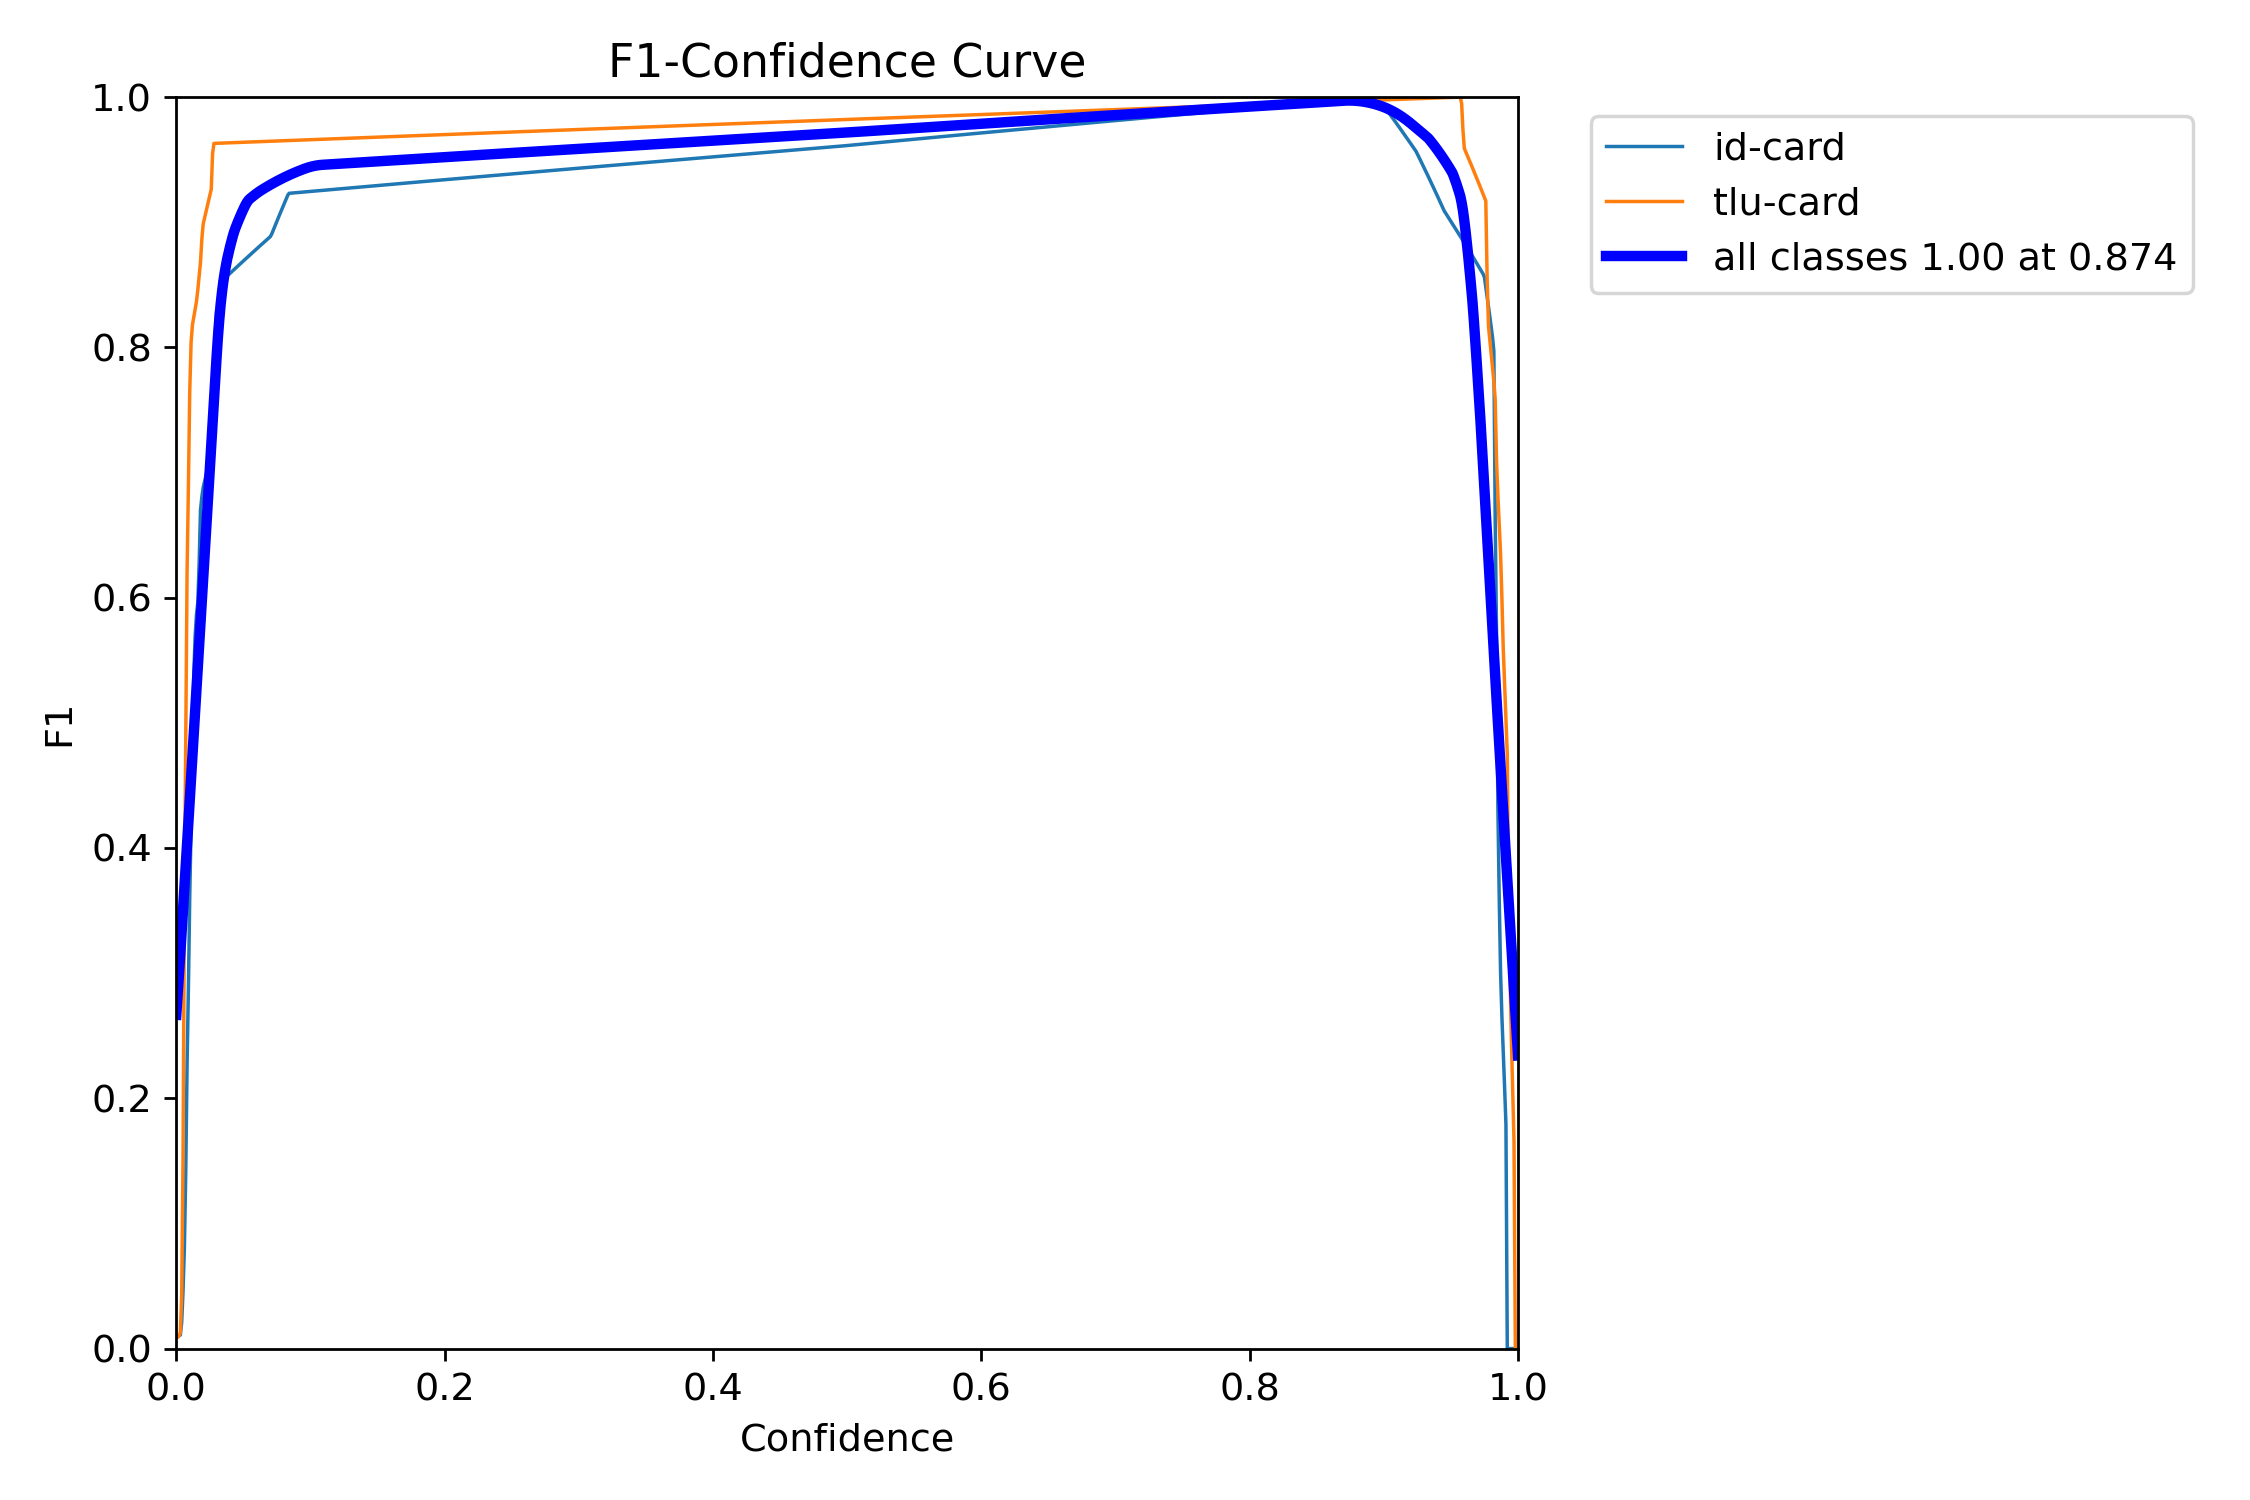 F1-Confidence Curve
1.0
0.8
0.6
0.4
0.2
0.0
F1
0.0 0.2 0.4 0.6 0.8 1.0
Confidence
id-card
tlu-card
all classes 1.00 at 0.874